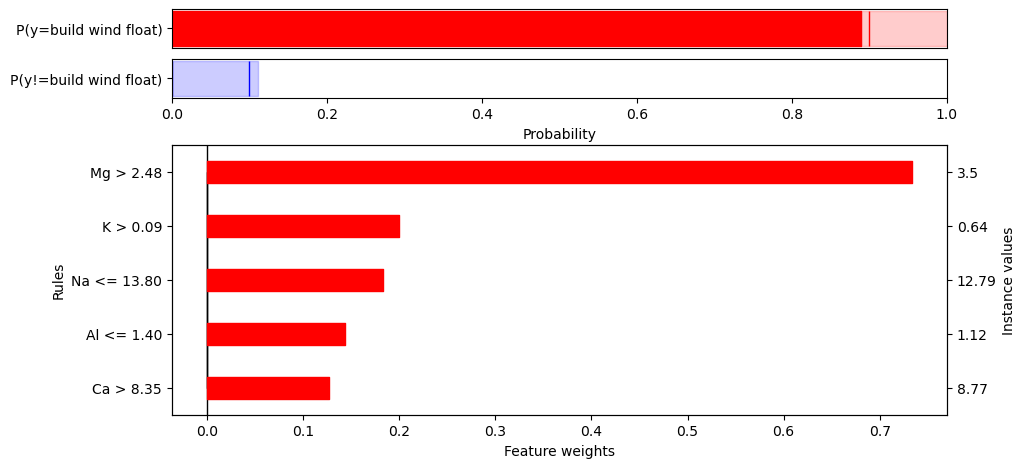 P(y=build wind float)
P(y!=build wind float)
0.0 0.2 0.4 0.6 0.8 1.0
Probability
Mg > 2.48 3.5
K > 0.09 0.64
Na <= 13.80 12.79
Al <= 1.40 1.12
Ca > 8.35 8.77
Rules
Instance values
0.0 0.1 0.2 0.3 0.4 0.5 0.6 0.7
Feature weights